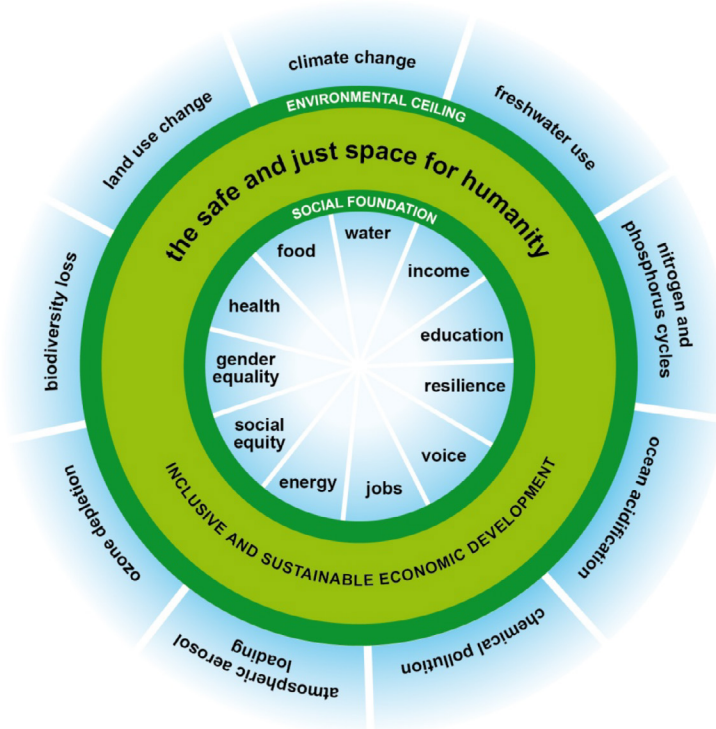 climate change
freshwater use
nitrogen and
phosphorus cycles
ocean acidification
chemical pollution
atmospheric aerosol
loading
ozone depletion
biodiversity loss
land use change
ENVIRONMENTAL CEILING
the safe and just space for humanity
SOCIAL FOUNDATION
water
income
education
resilience
voice
jobs
energy
social
equity
gender
equality
health
food
INCLUSIVE AND SUSTAINABLE ECONOMIC DEVELOPMENT